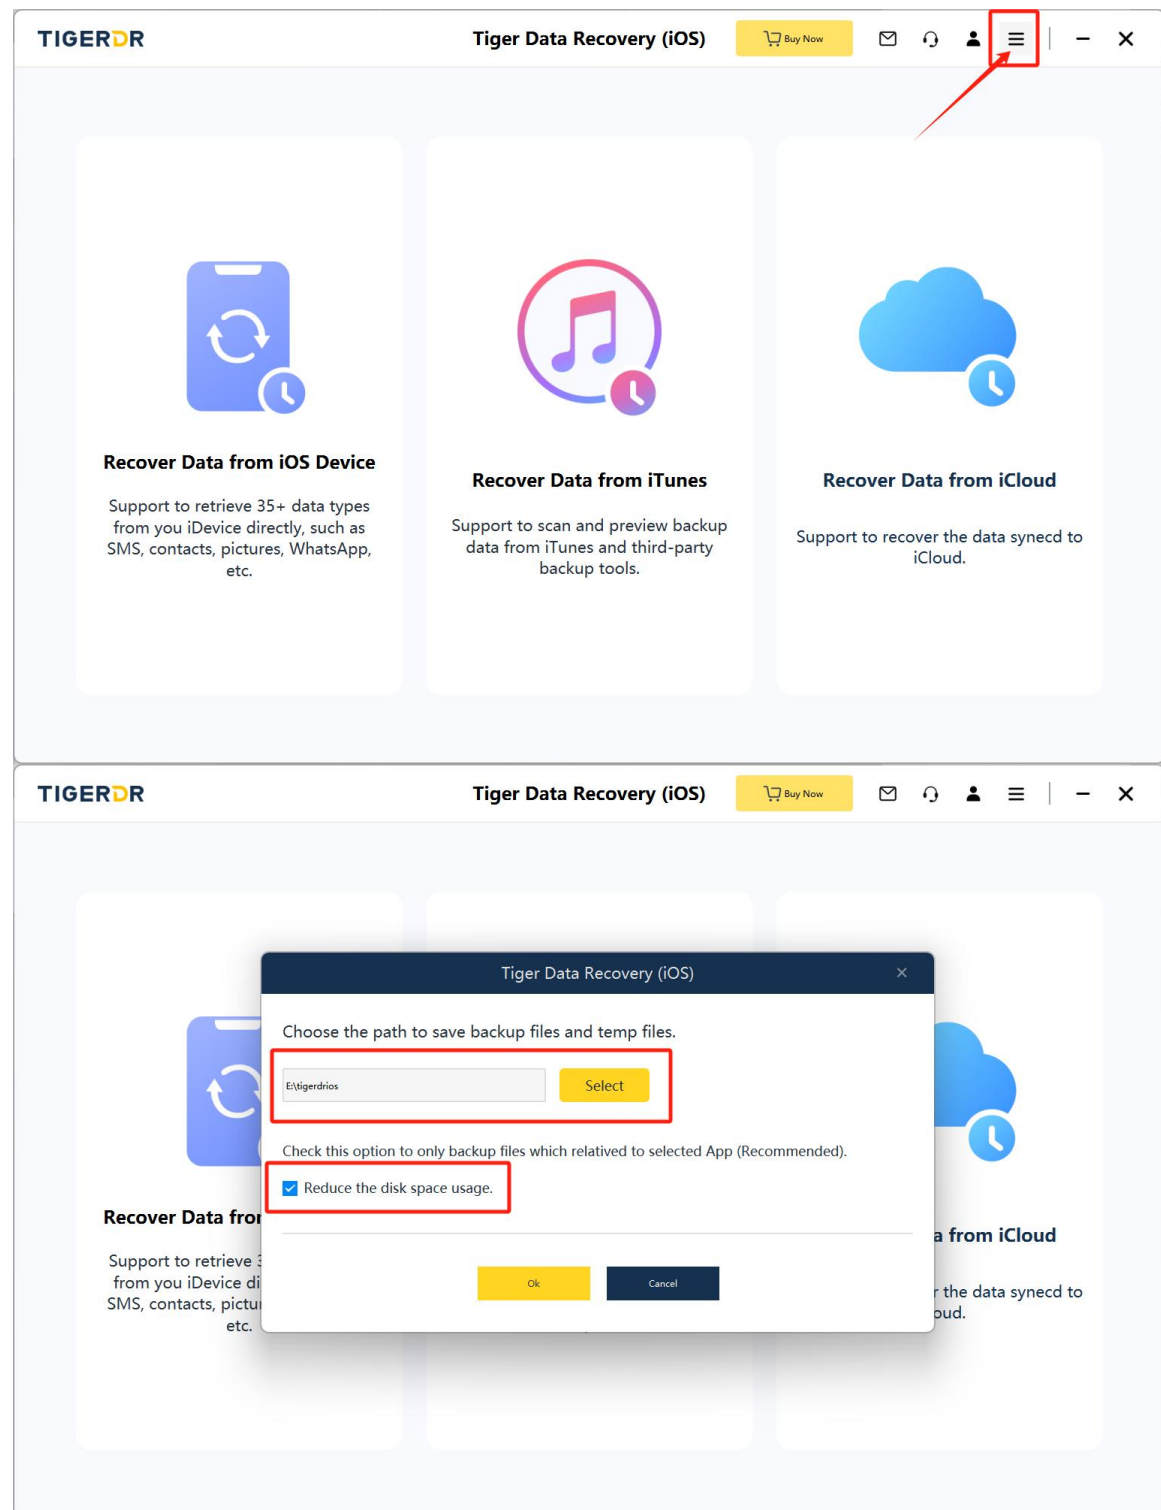 TIGERDR
Tiger Data Recovery (iOS)
Buy Now
Recover Data from iOS Device
Support to retrieve 35+ data types
from you iDevice directly, such as
SMS, contacts, pictures, WhatsApp,
etc.
Recover Data from iTunes
Support to scan and preview backup
data from iTunes and third-party
backup tools.
Recover Data from iCloud
Support to recover the data synecd to
iCloud.
TIGERDR
Tiger Data Recovery (iOS)
Buy Now
Tiger Data Recovery (iOS)
Choose the path to save backup files and temp files.
E:\tigerdrios
Select
Check this option to only backup files which relatived to selected App (Recommended).
Reduce the disk space usage.
Ok
Cancel
Recover Data fro
Support to retrieve
from you iDevice di
SMS, contacts, pictu
etc.
from iCloud
the data synecd to
oud.